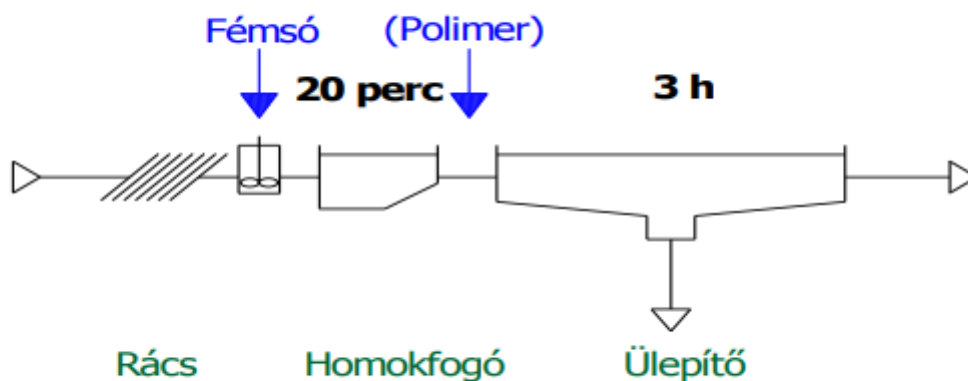 Fémsó
(Polimer)
20 perc
3 h
Rács
Homokfogó
Ülepítő